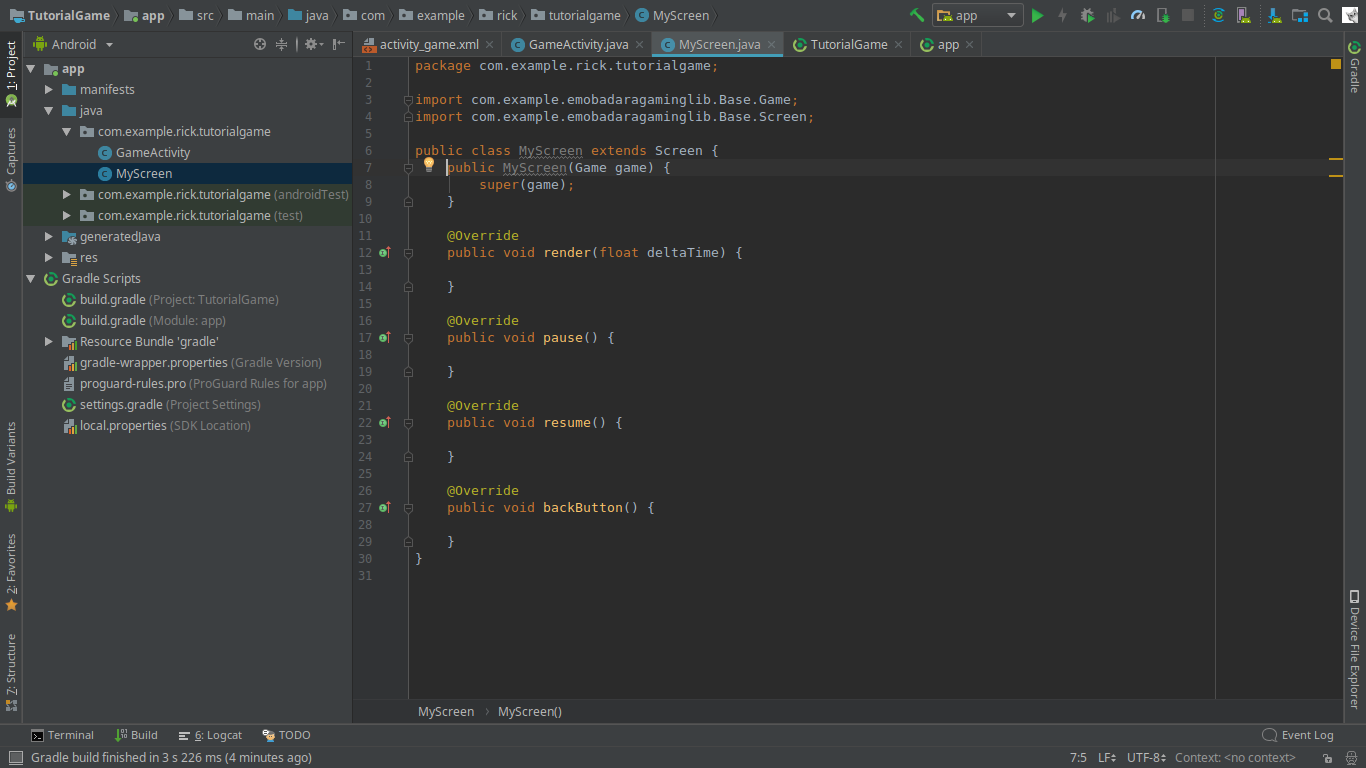 TutorialGame app src main java com example rick tutorialgame MyScreen app
1: Project
Captures
Build Variants
2: Favorites
7: Structure
Android
app
manifests
java
com.example.rick.tutorialgame
GameActivity
MyScreen
com.example.rick.tutorialgame (androidTest)
com.example.rick.tutorialgame (test)
generatedJava
res
Gradle Scripts
build.gradle (Project: TutorialGame)
build.gradle (Module: app)
Resource Bundle 'gradle'
gradle-wrapper.properties (Gradle Version)
proguard-rules.pro (ProGuard Rules for app)
settings.gradle (Project Settings)
local.properties (SDK Location)
activity_game.xml GameActivity.java MyScreen.java TutorialGame app
1 package com.example.rick.tutorialgame;
2
3 import com.example.emobadaragaminglib.Base.Game;
4 import com.example.emobadaragaminglib.Base.Screen;
5
6 public class MyScreen extends Screen {
7 public MyScreen(Game game) {
8 super(game);
9 }
10
11 @Override
12 public void render(float deltaTime) {
13
14 }
15
16 @Override
17 public void pause() {
18
19 }
20
21 @Override
22 public void resume() {
23
24 }
25
26 @Override
27 public void backButton() {
28
29 }
30 }
31
MyScreen MyScreen()
Gradle
Device File Explorer
Terminal Build 6: Logcat TODO Event Log
Gradle build finished in 3 s 226 ms (4 minutes ago) 7:5 LF UTF-8 Context: <no context>